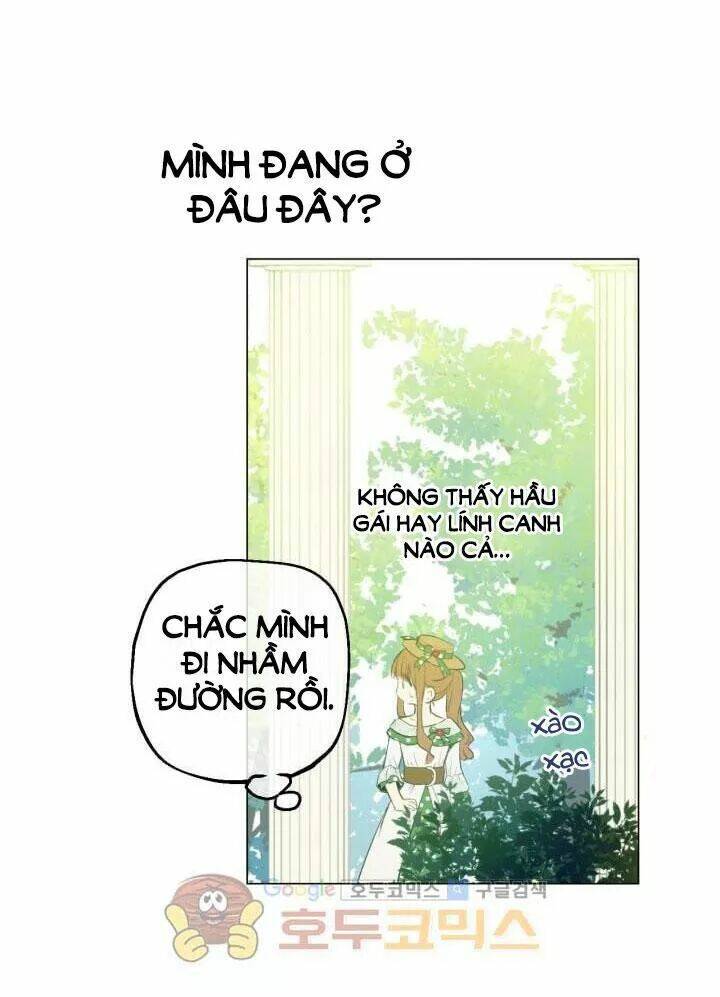 MÌNH ĐANG Ở
ĐÂU ĐÂY?
KHÔNG THẤY HẦU
GÁI HAY LÍNH CANH
NÀO CẢ...
CHẮC MÌNH
ĐI NHẦM
ĐƯỜNG RỒI.
XÀO
XẠC
Google 호두코믹스 구글검색
호두코믹스